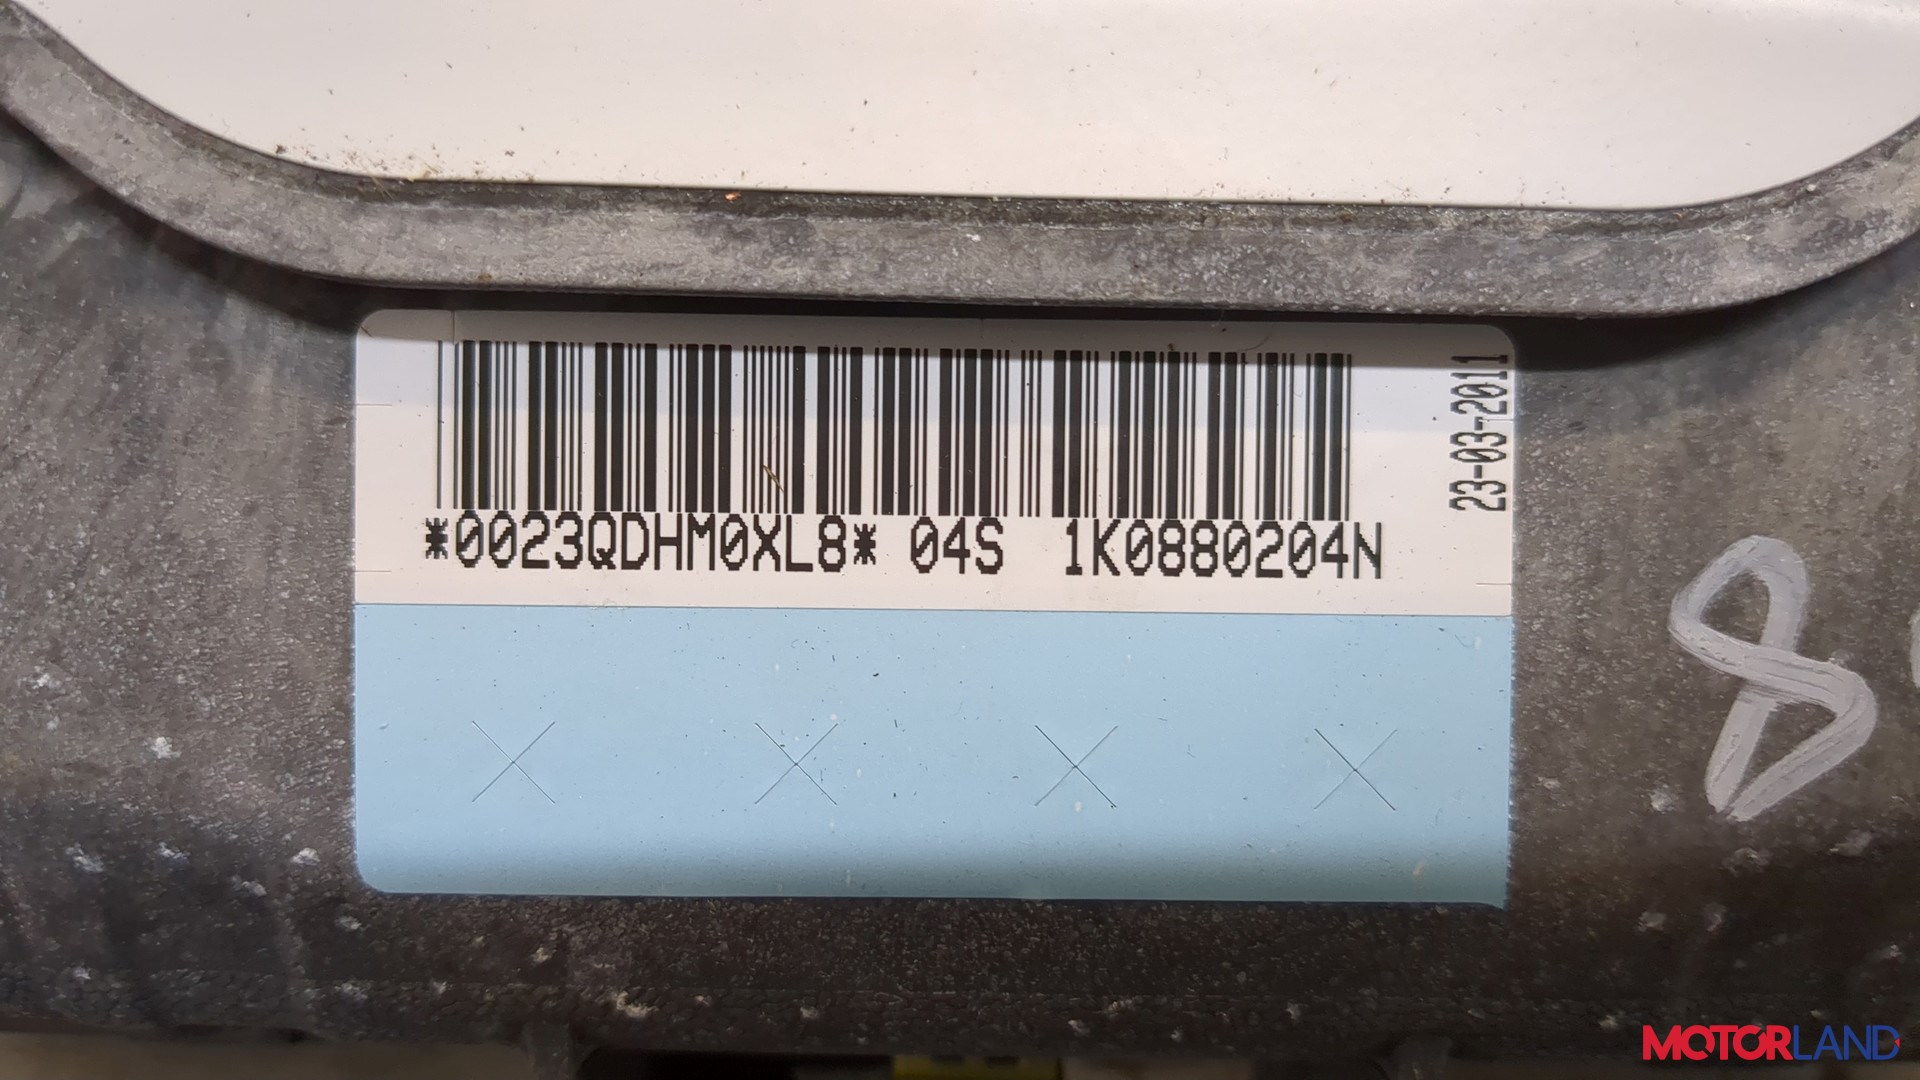 *0023QDHM0XL8* 04S 1K0880204N
23-03-2011
8
MOTORLAND